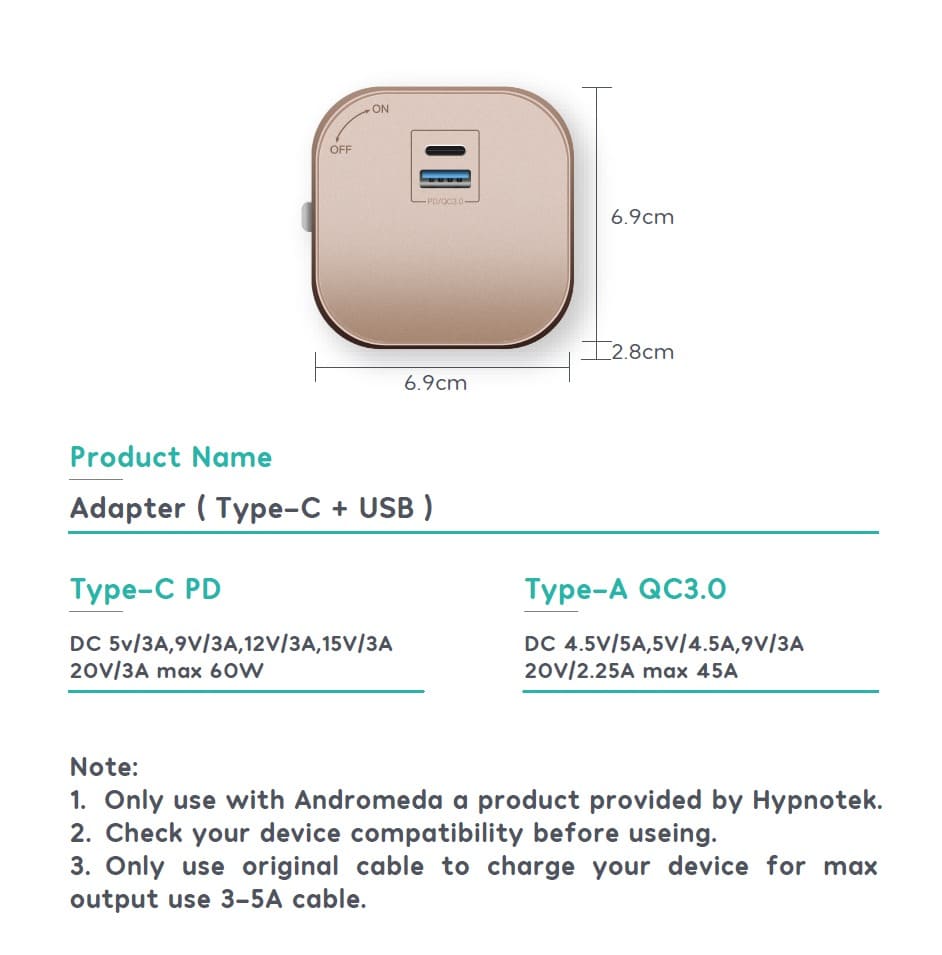 ON
OFF
PD/QC3.0
6.9cm
2.8cm
6.9cm
Product Name
Adapter ( Type-C + USB )
Type-C PD
DC 5v/3A,9V/3A,12V/3A,15V/3A
20V/3A max 60W
Type-A QC3.0
DC 4.5V/5A,5V/4.5A,9V/3A
20V/2.25A max 45A
Note:
1. Only use with Andromeda a product provided by Hypnotek.
2. Check your device compatibility before useing.
3. Only use original cable to charge your device for max
output use 3-5A cable.